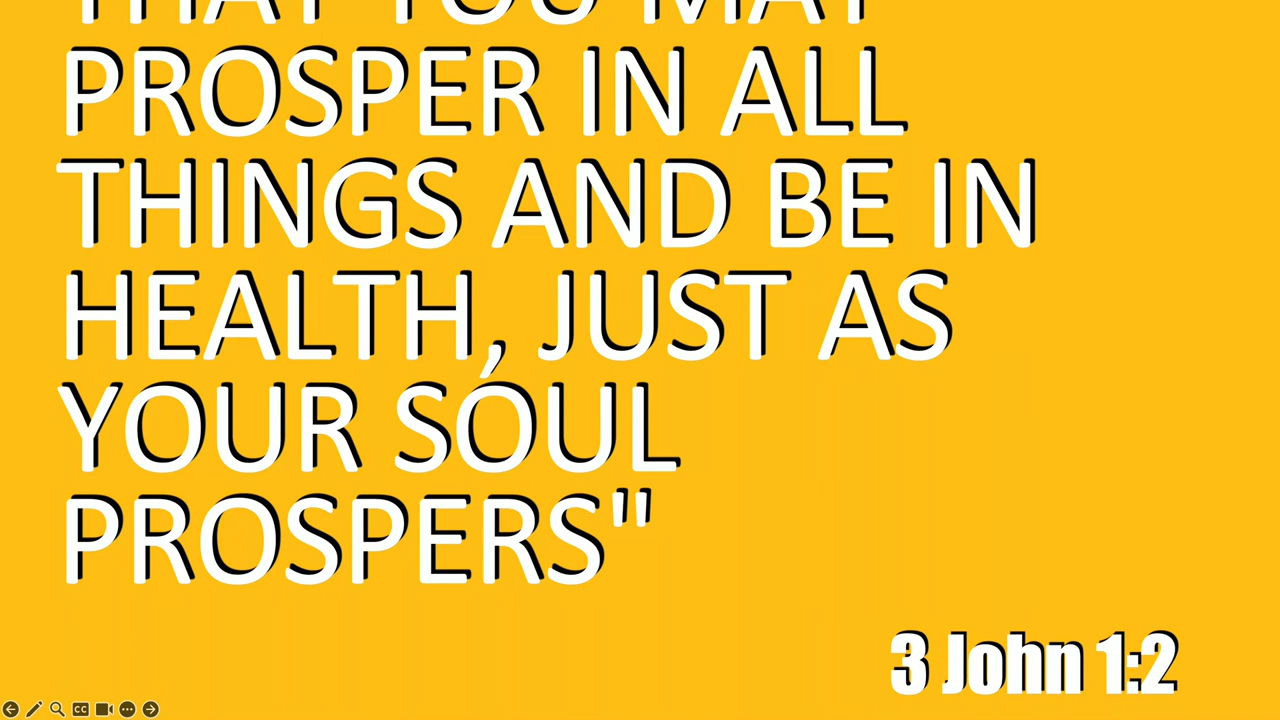 THAT YOU MAY
PROSPER IN ALL
THINGS AND BE IN
HEALTH, JUST AS
YOUR SOUL
PROSPERS"
3 John 1:2
CC